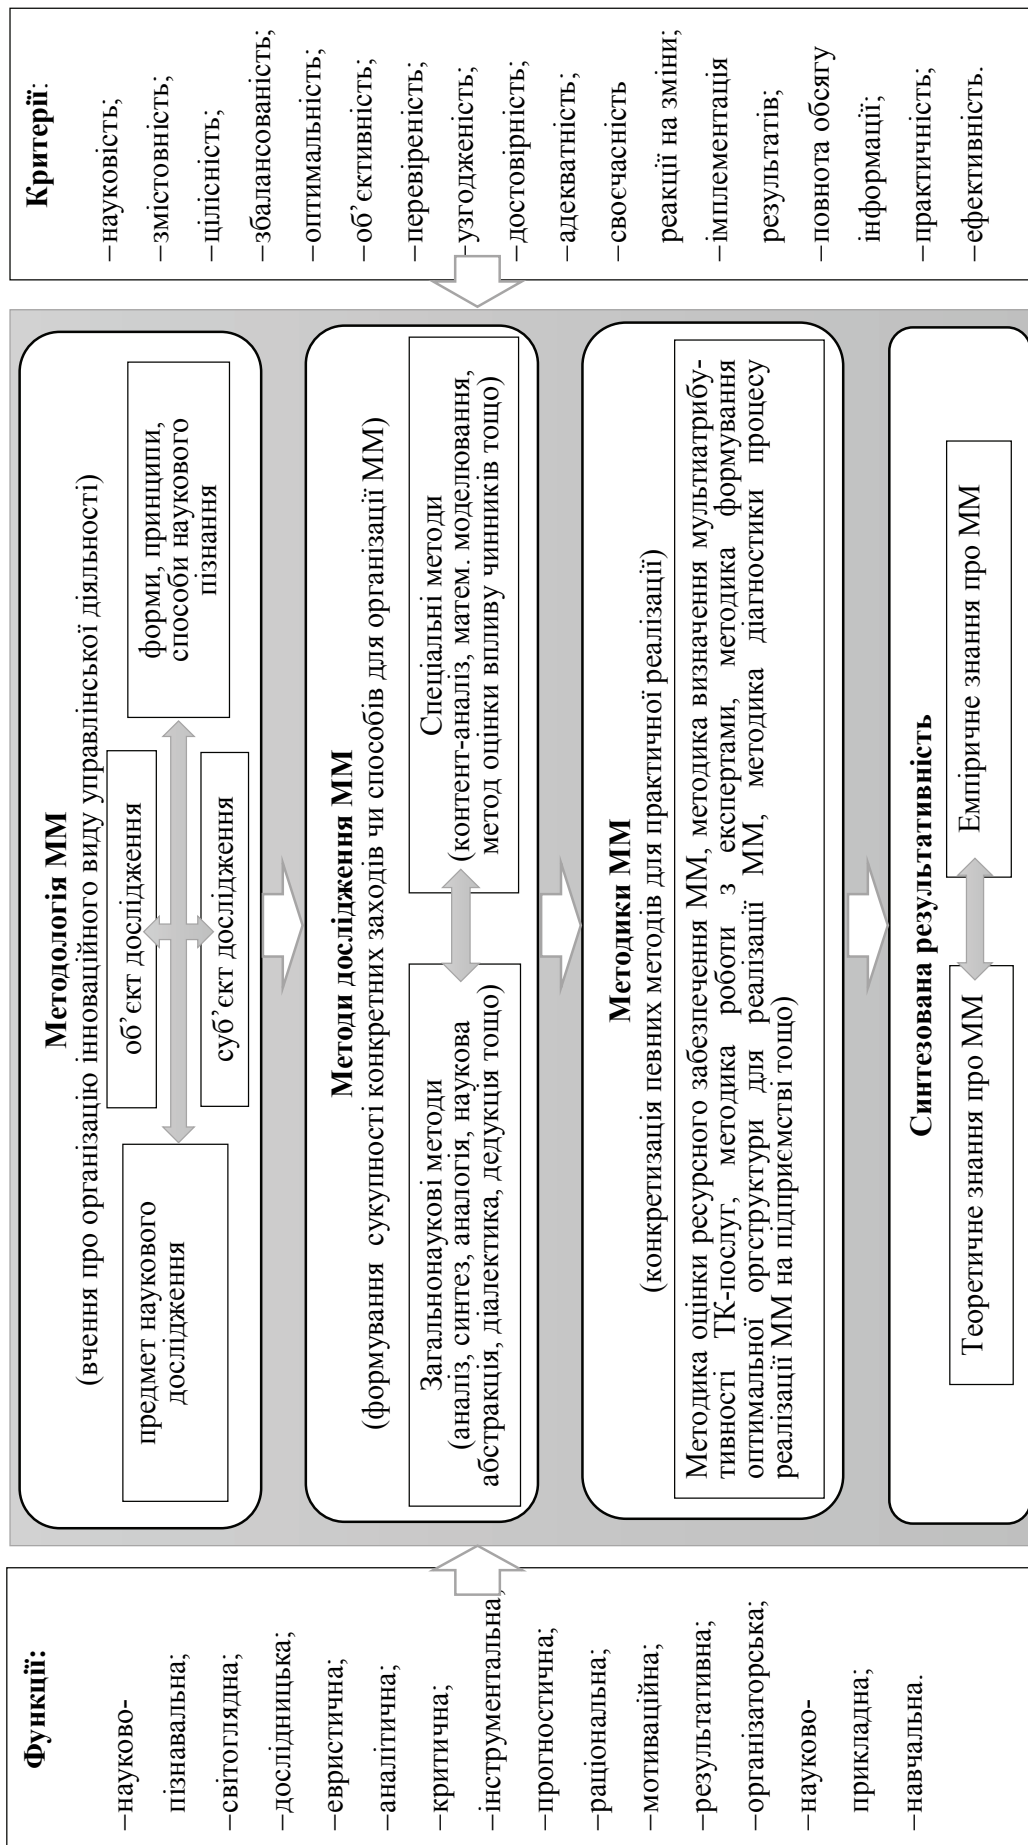 Функції:
–науково-
пізнавальна;
–світоглядна;
–дослідницька;
–евристична;
–аналітична;
–критична;
–інструментальна;
–прогностична;
–раціональна;
–мотиваційна;
–результативна;
–організаторська;
–науково-
прикладна;
–навчальна.
Методологія ММ
(вчення про організацію інноваційного виду управлінської діяльності)
предмет наукового
дослідження
об’єкт дослідження
суб’єкт дослідження
форми, принципи,
способи наукового
пізнання
Методи дослідження ММ
(формування сукупності конкретних заходів чи способів для організації ММ)
Загальнонаукові методи
(аналіз, синтез, аналогія, наукова
абстракція, діалектика, дедукція тощо)
Спеціальні методи
(контент-аналіз, матем. моделювання,
метод оцінки впливу чинників тощо)
Методики ММ
(конкретизація певних методів для практичної реалізації)
Методика оцінки ресурсного забезпечення ММ, методика визначення мультиатрибу-
тивності ТК-послуг, методика роботи з експертами, методика формування
оптимальної оргструктури для реалізації ММ, методика діагностики процесу
реалізації ММ на підприємстві тощо)
Синтезована результативність
Теоретичне знання про ММ
Емпіричне знання про ММ
Критерії:
–науковість;
–змістовність;
–цілісність;
–збалансованість;
–оптимальність;
–об’єктивність;
–перевіреність;
–узгодженість;
–достовірність;
–адекватність;
–своєчасність
реакції на зміни;
–імплементація
результатів;
–повнота обсягу
інформації;
–практичність;
–ефективність.